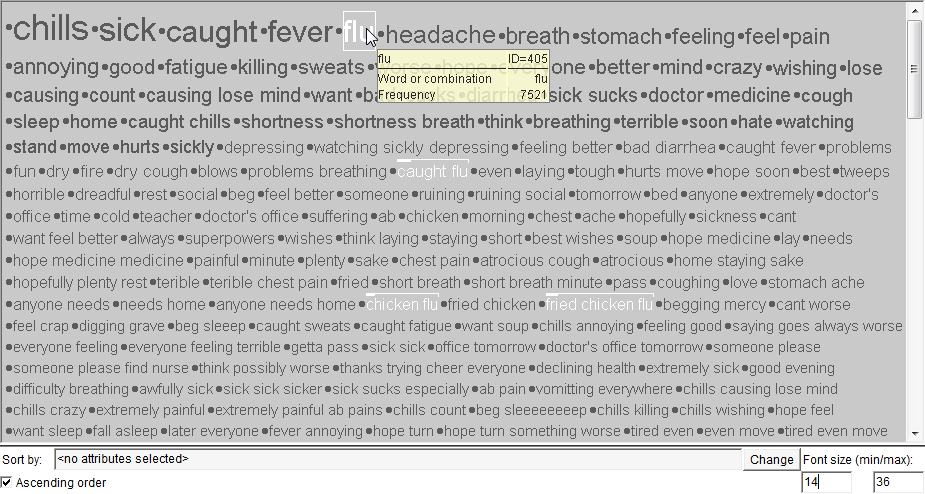 •chills•sick•caught•fever•flu•headache•breath•stomach•feeling•feel•pain
•annoying•good•fatigue•killing•sweats•worse•hope•everyone•better•mind•crazy•wishing•lose
•causing•count•causing lose mind•want•bad•diarrhea•sick sucks•doctor•medicine•cough
•sleep•home•caught chills•shortness•shortness breath•think•breathing•terrible•soon•hate•watching
•stand•move•hurts•sickly•depressing•watching sickly depressing•feeling better•bad diarrhea•caught fever•problems
•fun•dry•fire•dry cough•blows•problems breathing•caught flu•even•laying•tough•hurts move•hope soon•best•tweeps
•horrible•dreadful•rest•social•beg•feel better•someone•ruining•ruining social•tomorrow•bed•anyone•extremely•doctor's
•office•time•cold•teacher•doctor's office•suffering•ab•chicken•morning•chest•ache•hopefully•sickness•cant
•want feel better•always•superpowers•wishes•think laying•staying•short•best wishes•soup•hope medicine•lay•needs
•hope medicine medicine•painful•minute•plenty•sake•chest pain•atrocious cough•atrocious•home staying sake
•hopefully plenty rest•terible•terible chest pain•fried•short breath•short breath minute•pass•coughing•love•stomach ache
•anyone needs•needs home•anyone needs home•chicken flu•fried chicken•fried chicken flu•begging mercy•cant worse
•feel crap•digging grave•beg sleeep•caught sweats•caught fatigue•want soup•chills annoying•feeling good•saying goes always worse
•everyone feeling•everyone feeling terrible•getta pass•sick sick•office tomorrow•doctor's office tomorrow•someone please
•someone please find nurse•think possibly worse•thanks trying cheer everyone•declining health•extremely sick•good evening
•difficulty breathing•awfully sick•sick sick sicker•sick sucks especially•ab pain•vomitting everywhere•chills causing lose mind
•chills crazy•extremely painful•extremely painful ab pains•chills count•beg sleeeeeeeep•chills killing•chills wishing•hope feel
•want sleep•fall asleep•later everyone•fever annoying•hope turn•hope turn something worse•tired even•even move•tired even move
flu ID=405
Word or combination flu
Frequency 7521
Sort by: <no attributes selected> Change Font size (min/max):
Ascending order 14 36